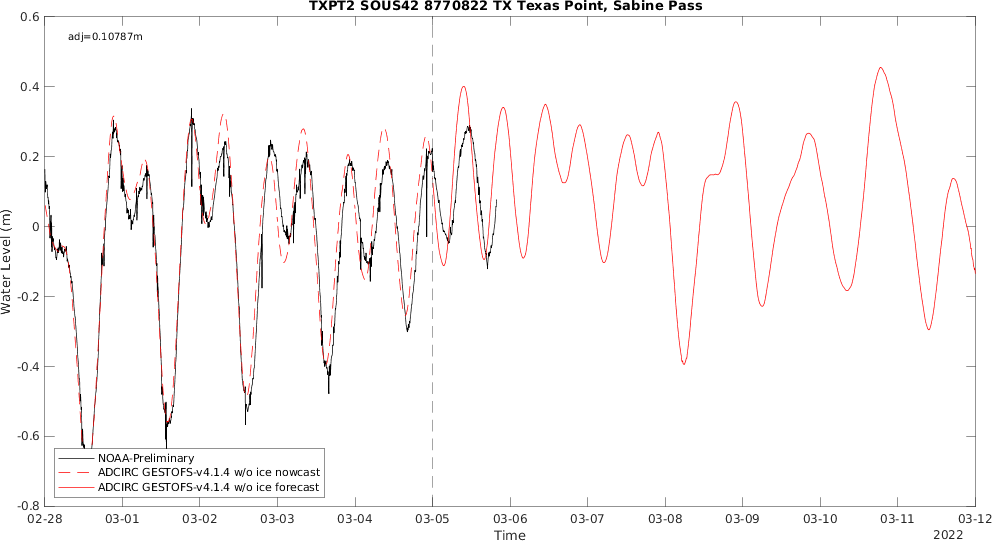 TXPT2 SOUS42 8770822 TX Texas Point, Sabine Pass
adj=0.10787m
0.6
0.4
0.2
0
-0.2
-0.4
-0.6
-0.8
Water Level (m)
NOAA-Preliminary
ADCIRC GESTOFS-v4.1.4 w/o ice nowcast
ADCIRC GESTOFS-v4.1.4 w/o ice forecast
02-28 03-01 03-02 03-03 03-04 03-05 03-06 03-07 03-08 03-09 03-10 03-11 03-12
Time
2022